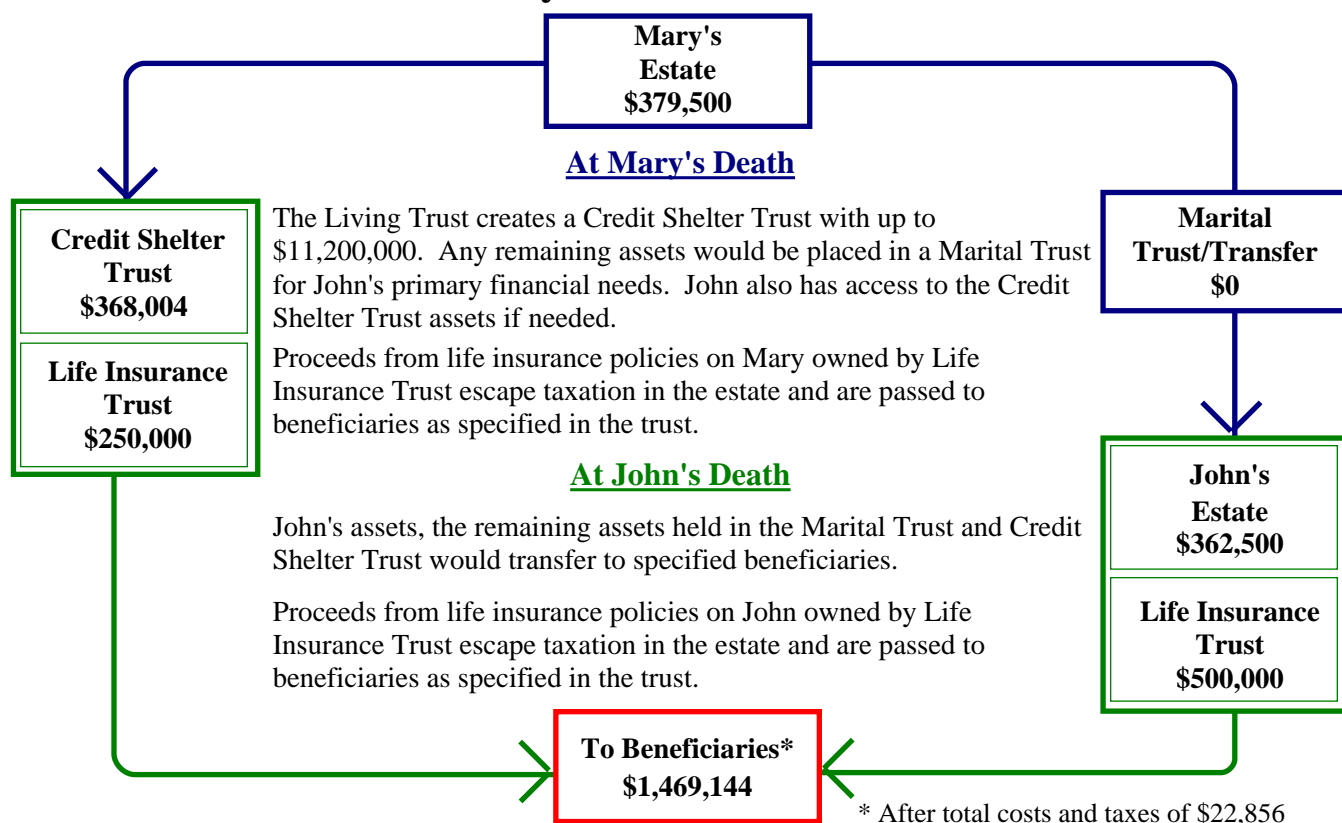 Mary's
Estate
$379,500
At Mary's Death
Credit Shelter
Trust
$368,004
Life Insurance
Trust
$250,000
The Living Trust creates a Credit Shelter Trust with up to
$11,200,000. Any remaining assets would be placed in a Marital Trust
for John's primary financial needs. John also has access to the Credit
Shelter Trust assets if needed.
Proceeds from life insurance policies on Mary owned by Life
Insurance Trust escape taxation in the estate and are passed to
beneficiaries as specified in the trust.
Marital
Trust/Transfer
$0
At John's Death
John's assets, the remaining assets held in the Marital Trust and Credit
Shelter Trust would transfer to specified beneficiaries.
Proceeds from life insurance policies on John owned by Life
Insurance Trust escape taxation in the estate and are passed to
beneficiaries as specified in the trust.
John's
Estate
$362,500
Life Insurance
Trust
$500,000
To Beneficiaries*
$1,469,144
* After total costs and taxes of $22,856